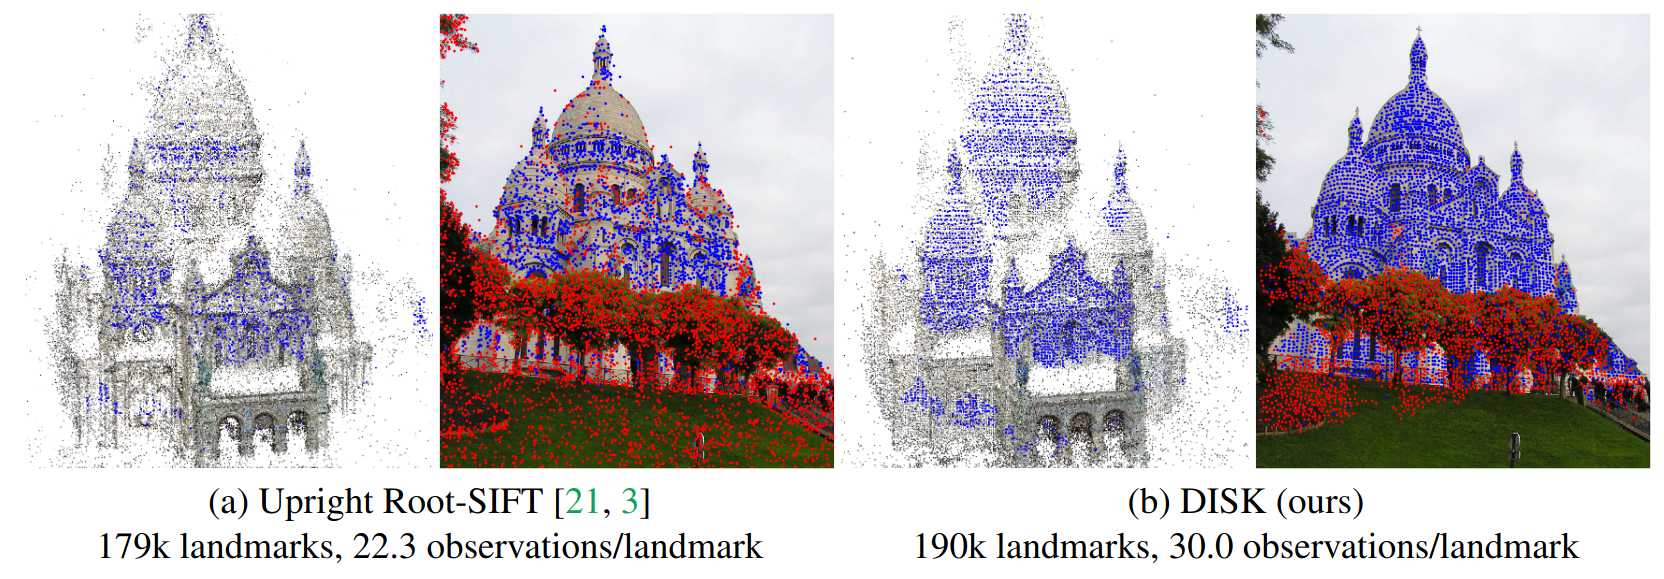 (a) Upright Root-SIFT [21, 3]
179k landmarks, 22.3 observations/landmark
(b) DISK (ours)
190k landmarks, 30.0 observations/landmark